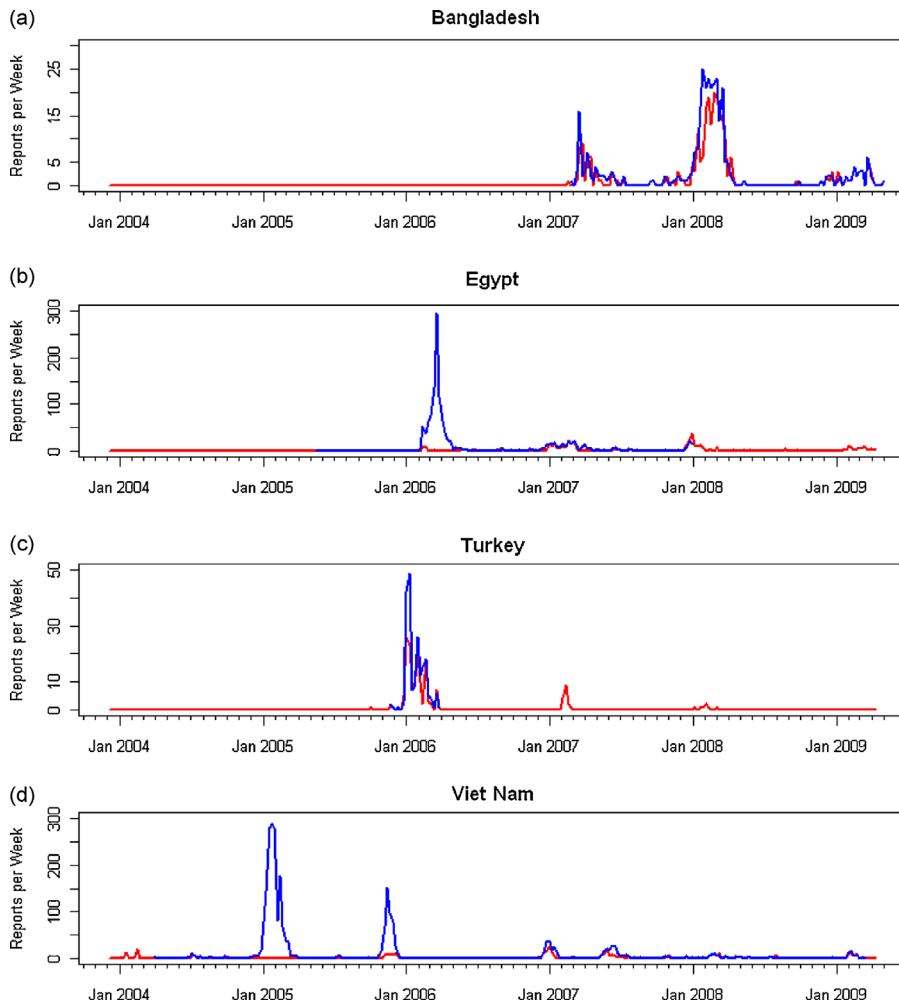 (a)
Bangladesh
Reports per Week
25
15
5
0
Jan 2004 Jan 2005 Jan 2006 Jan 2007 Jan 2008 Jan 2009
(b)
Egypt
Reports per Week
300
200
100
0
Jan 2004 Jan 2005 Jan 2006 Jan 2007 Jan 2008 Jan 2009
(c)
Turkey
Reports per Week
50
30
10
0
Jan 2004 Jan 2005 Jan 2006 Jan 2007 Jan 2008 Jan 2009
(d)
Viet Nam
Reports per Week
300
200
100
0
Jan 2004 Jan 2005 Jan 2006 Jan 2007 Jan 2008 Jan 2009